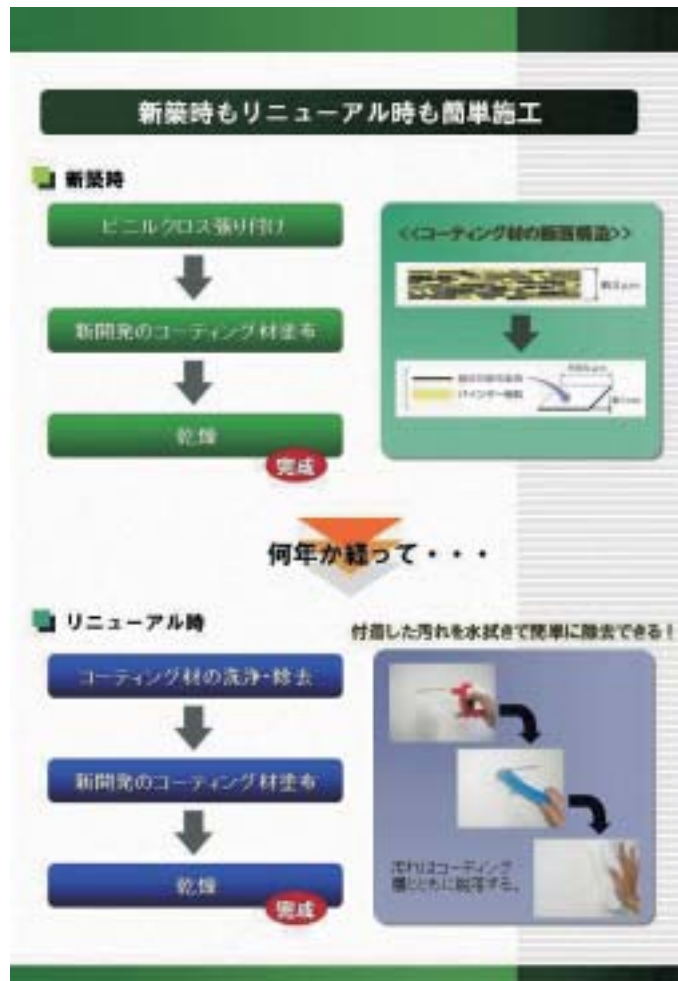 新築時もリニューアル時も簡単施工
新築時
ビニルクロス張り付け
新開発のコーティング材塗布
乾燥
完成
<<コーティング材の断面構造>>
バインダー樹脂
何年か経って・・・
リニューアル時
コーティング材の洗浄・除去
新開発のコーティング材塗布
乾燥
完成
付着した汚れを水拭きで簡単に除去できる!
汚れはコーティング
層とともに脱落する。